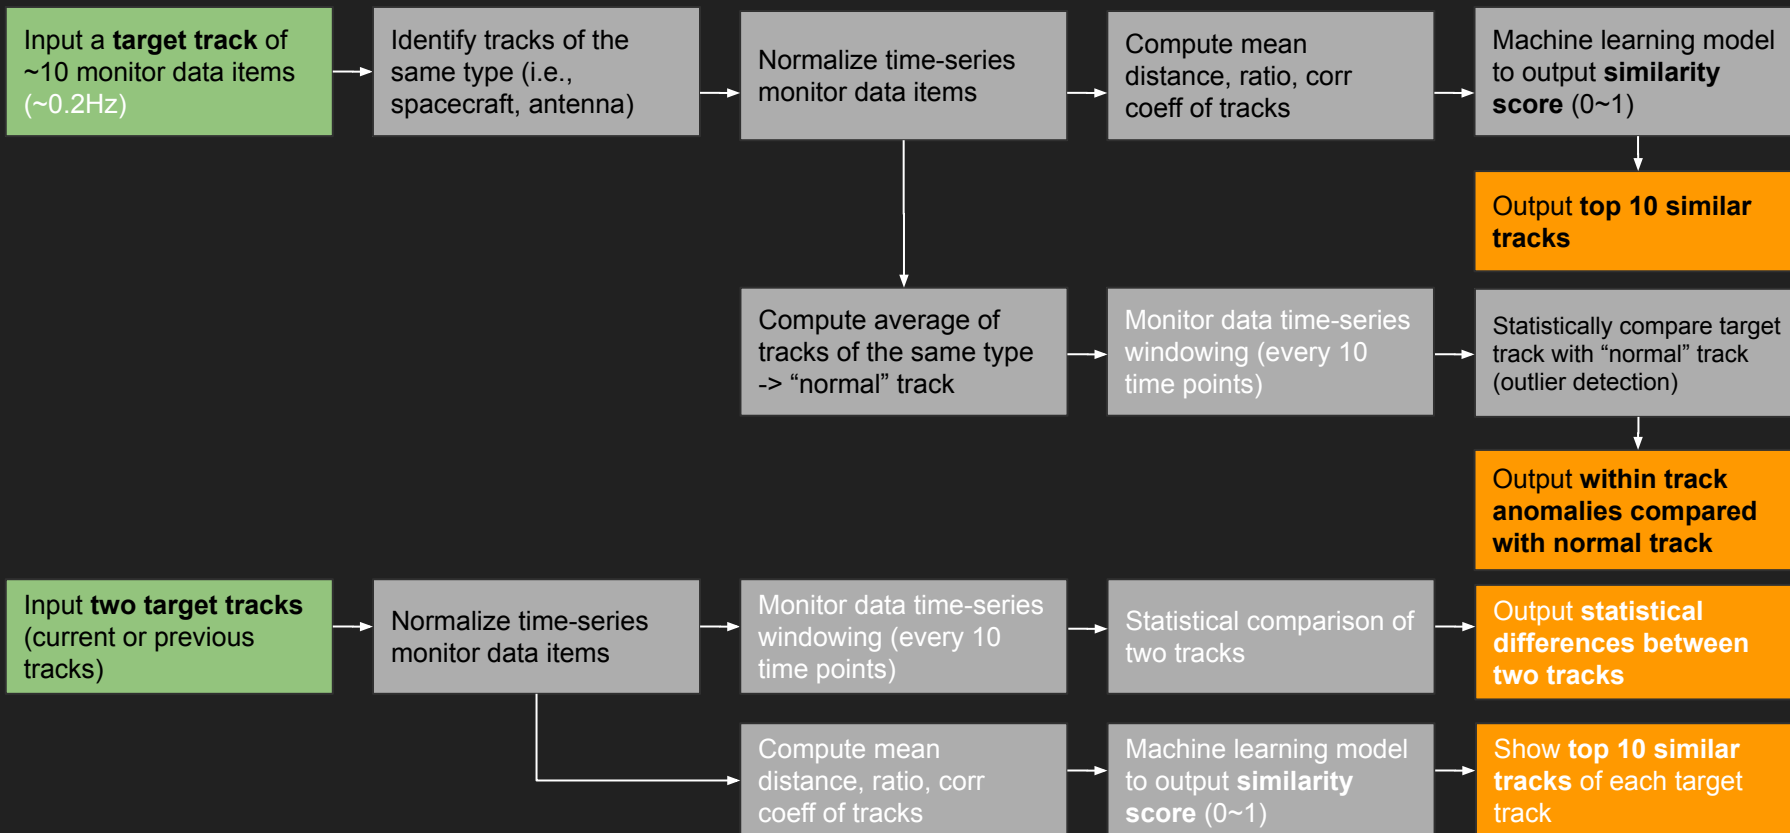 Input a target track of
~10 monitor data items
(~0.2Hz)
Identify tracks of the
same type (i.e.,
spacecraft, antenna)
Normalize time-series
monitor data items
Compute mean
distance, ratio, corr
coeff of tracks
Machine learning model
to output similarity
score (0~1)
Output top 10 similar
tracks
Compute average of
tracks of the same type
-> “normal” track
Monitor data time-series
windowing (every 10
time points)
Statistically compare target
track with “normal” track
(outlier detection)
Output within track
anomalies compared
with normal track
Input two target tracks
(current or previous
tracks)
Normalize time-series
monitor data items
Monitor data time-series
windowing (every 10
time points)
Statistical comparison of
two tracks
Output statistical
differences between
two tracks
Compute mean
distance, ratio, corr
coeff of tracks
Machine learning model
to output similarity
score (0~1)
Show top 10 similar
tracks of each target
track